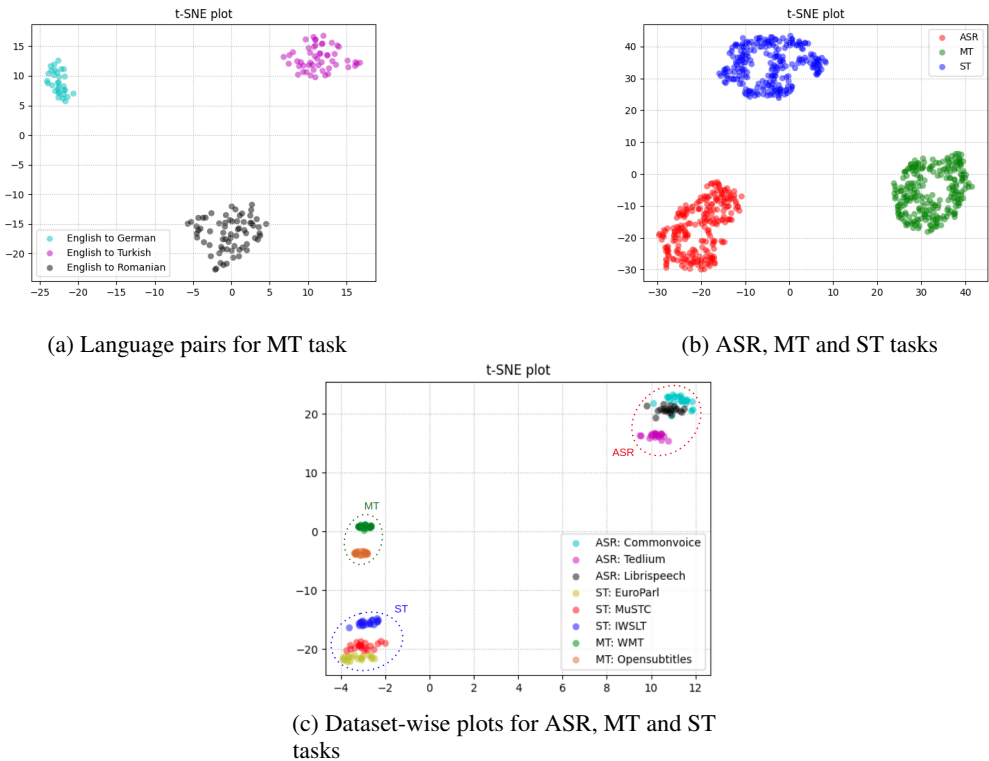 t-SNE plot
15
10
5
0
−5
−10
−15
−20
English to German
English to Turkish
English to Romanian
−25 −20 −15 −10 −5 0 5 10 15
(a) Language pairs for MT task
t-SNE plot
40
30
20
10
0
−10
−20
−30
ASR
MT
ST
−30 −20 −10 0 10 20 30 40
(b) ASR, MT and ST tasks
t-SNE plot
20
10
0
−10
−20
ASR
MT
ST
ASR: Commonvoice
ASR: Tedlium
ASR: Librispeech
ST: EuroParl
ST: MuSTC
ST: IWSLT
MT: WMT
MT: Opensubtitles
−4 −2 0 2 4 6 8 10 12
(c) Dataset-wise plots for ASR, MT and ST
tasks